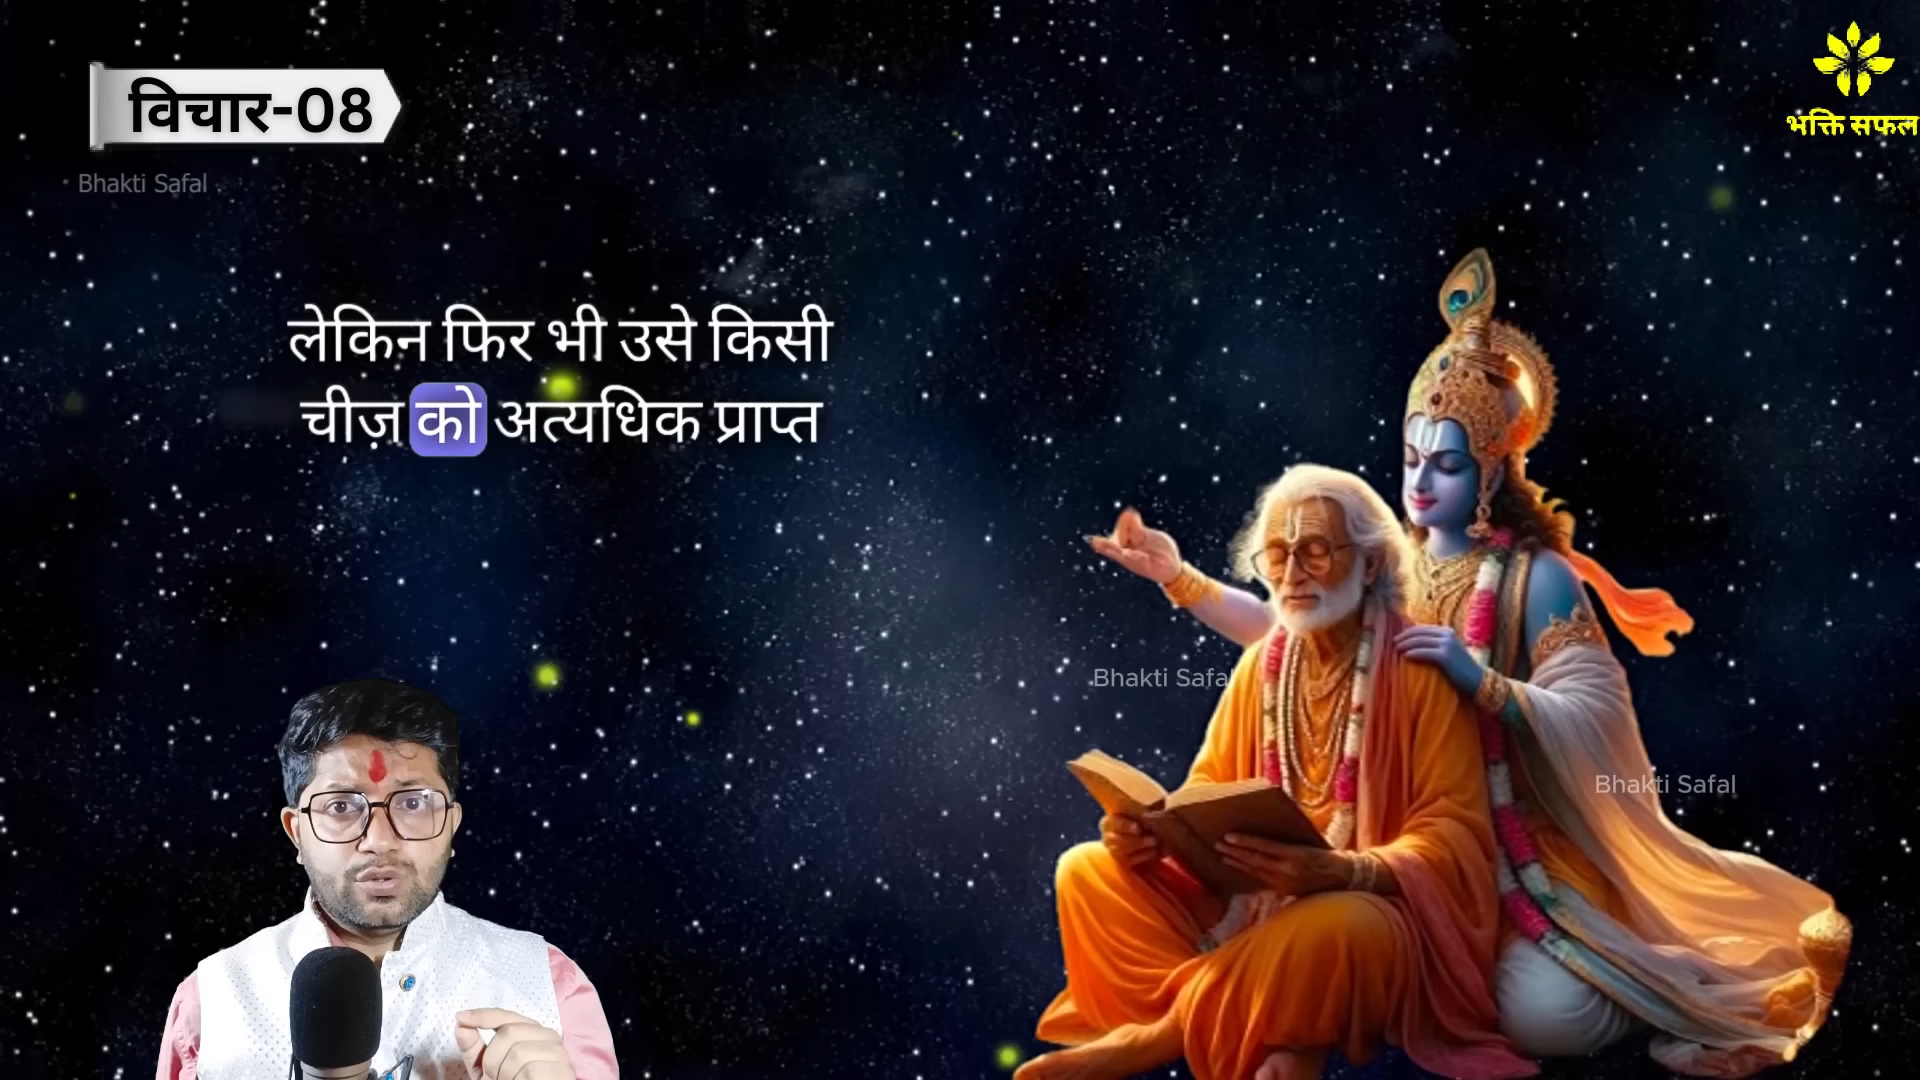 विचार-08
भक्ति सफल
Bhakti Safal
लेकिन फिर भी उसे किसी
चीज़ को अत्यधिक प्राप्त
Bhakti Safal
Bhakti Safal